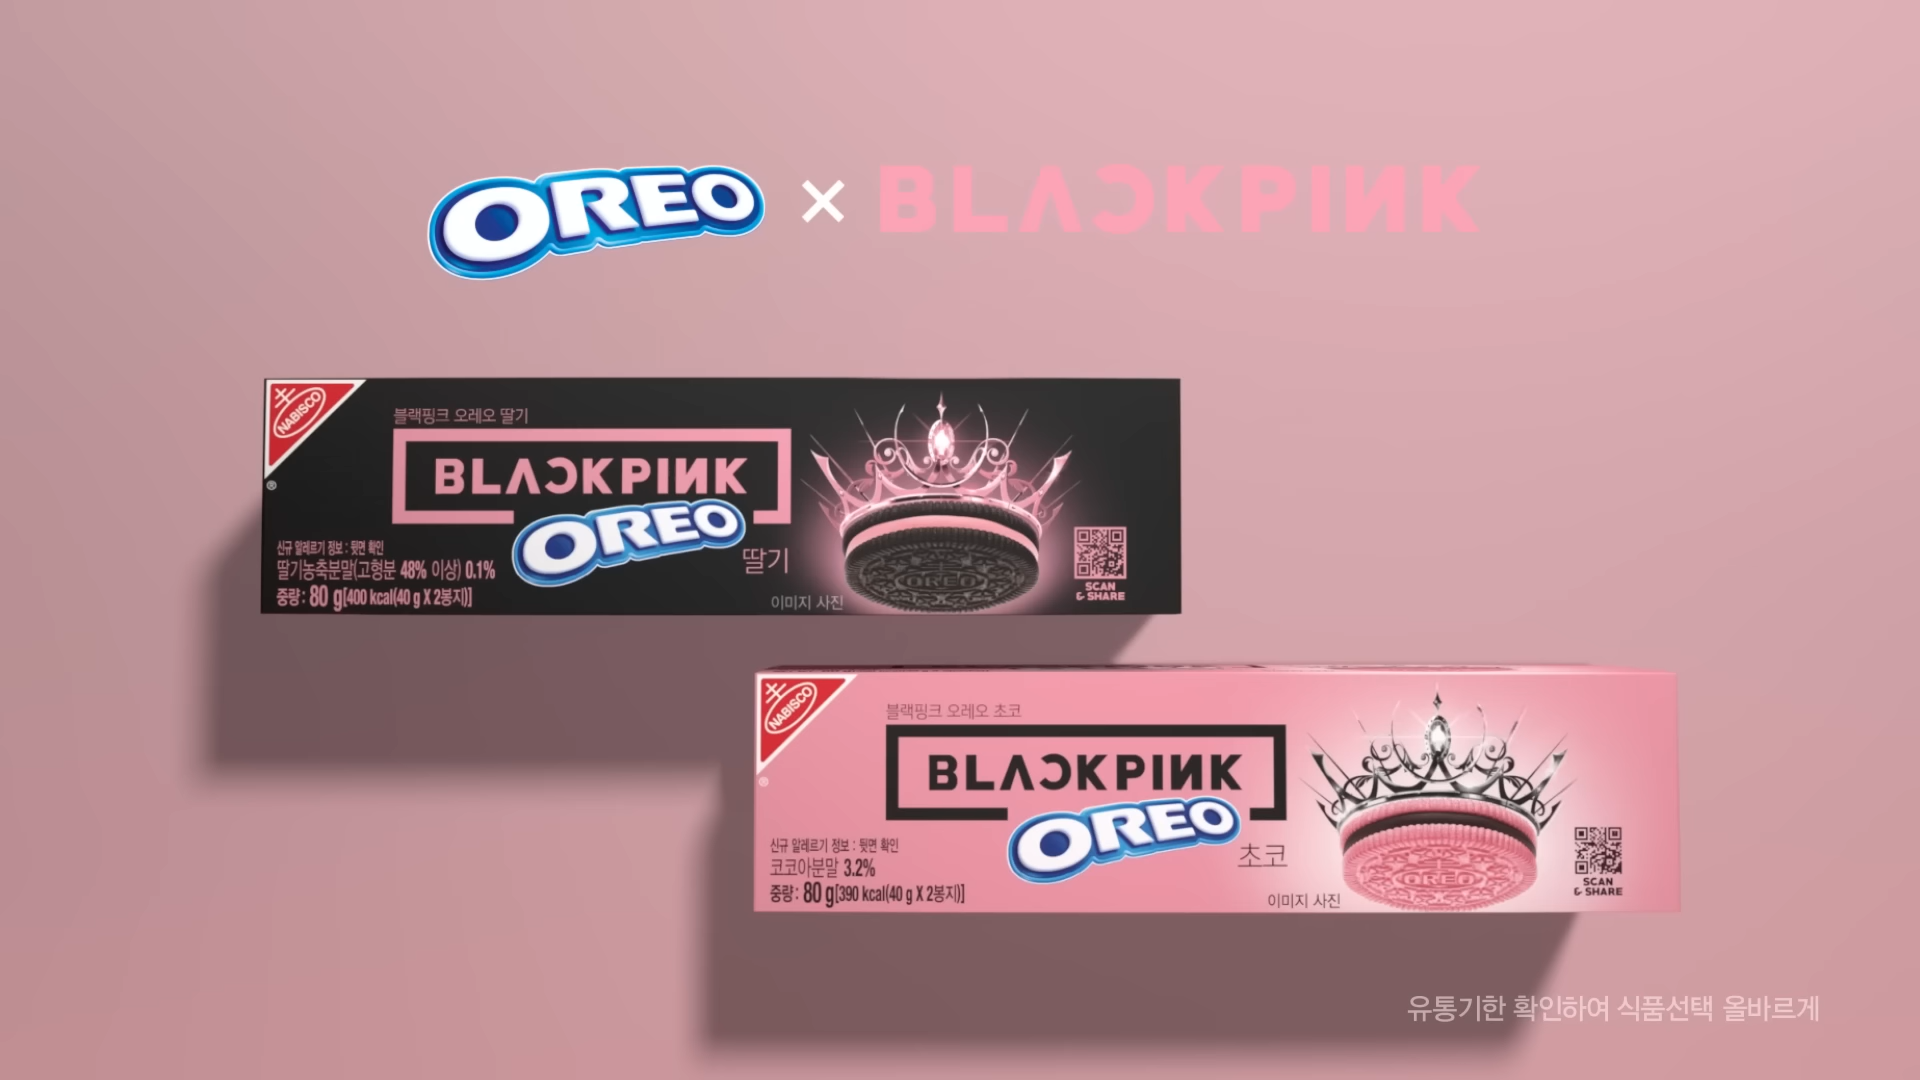 OREO × BLACKPINK
NABISCO
®
블랙핑크 오레오 딸기
BLACKPINK
OREO
딸기
신규 알레르기 정보 : 뒷면 확인
딸기농축분말(고형분 48% 이상) 0.1%
중량 : 80 g[400 kcal(40 g X 2봉지)]
이미지 사진
OREO
SCAN
& SHARE
NABISCO
®
블랙핑크 오레오 초코
BLACKPINK
OREO
초코
신규 알레르기 정보 : 뒷면 확인
코코아분말 3.2%
중량 : 80 g[390 kcal(40 g X 2봉지)]
이미지 사진
OREO
SCAN
& SHARE
유통기한 확인하여 식품선택 올바르게